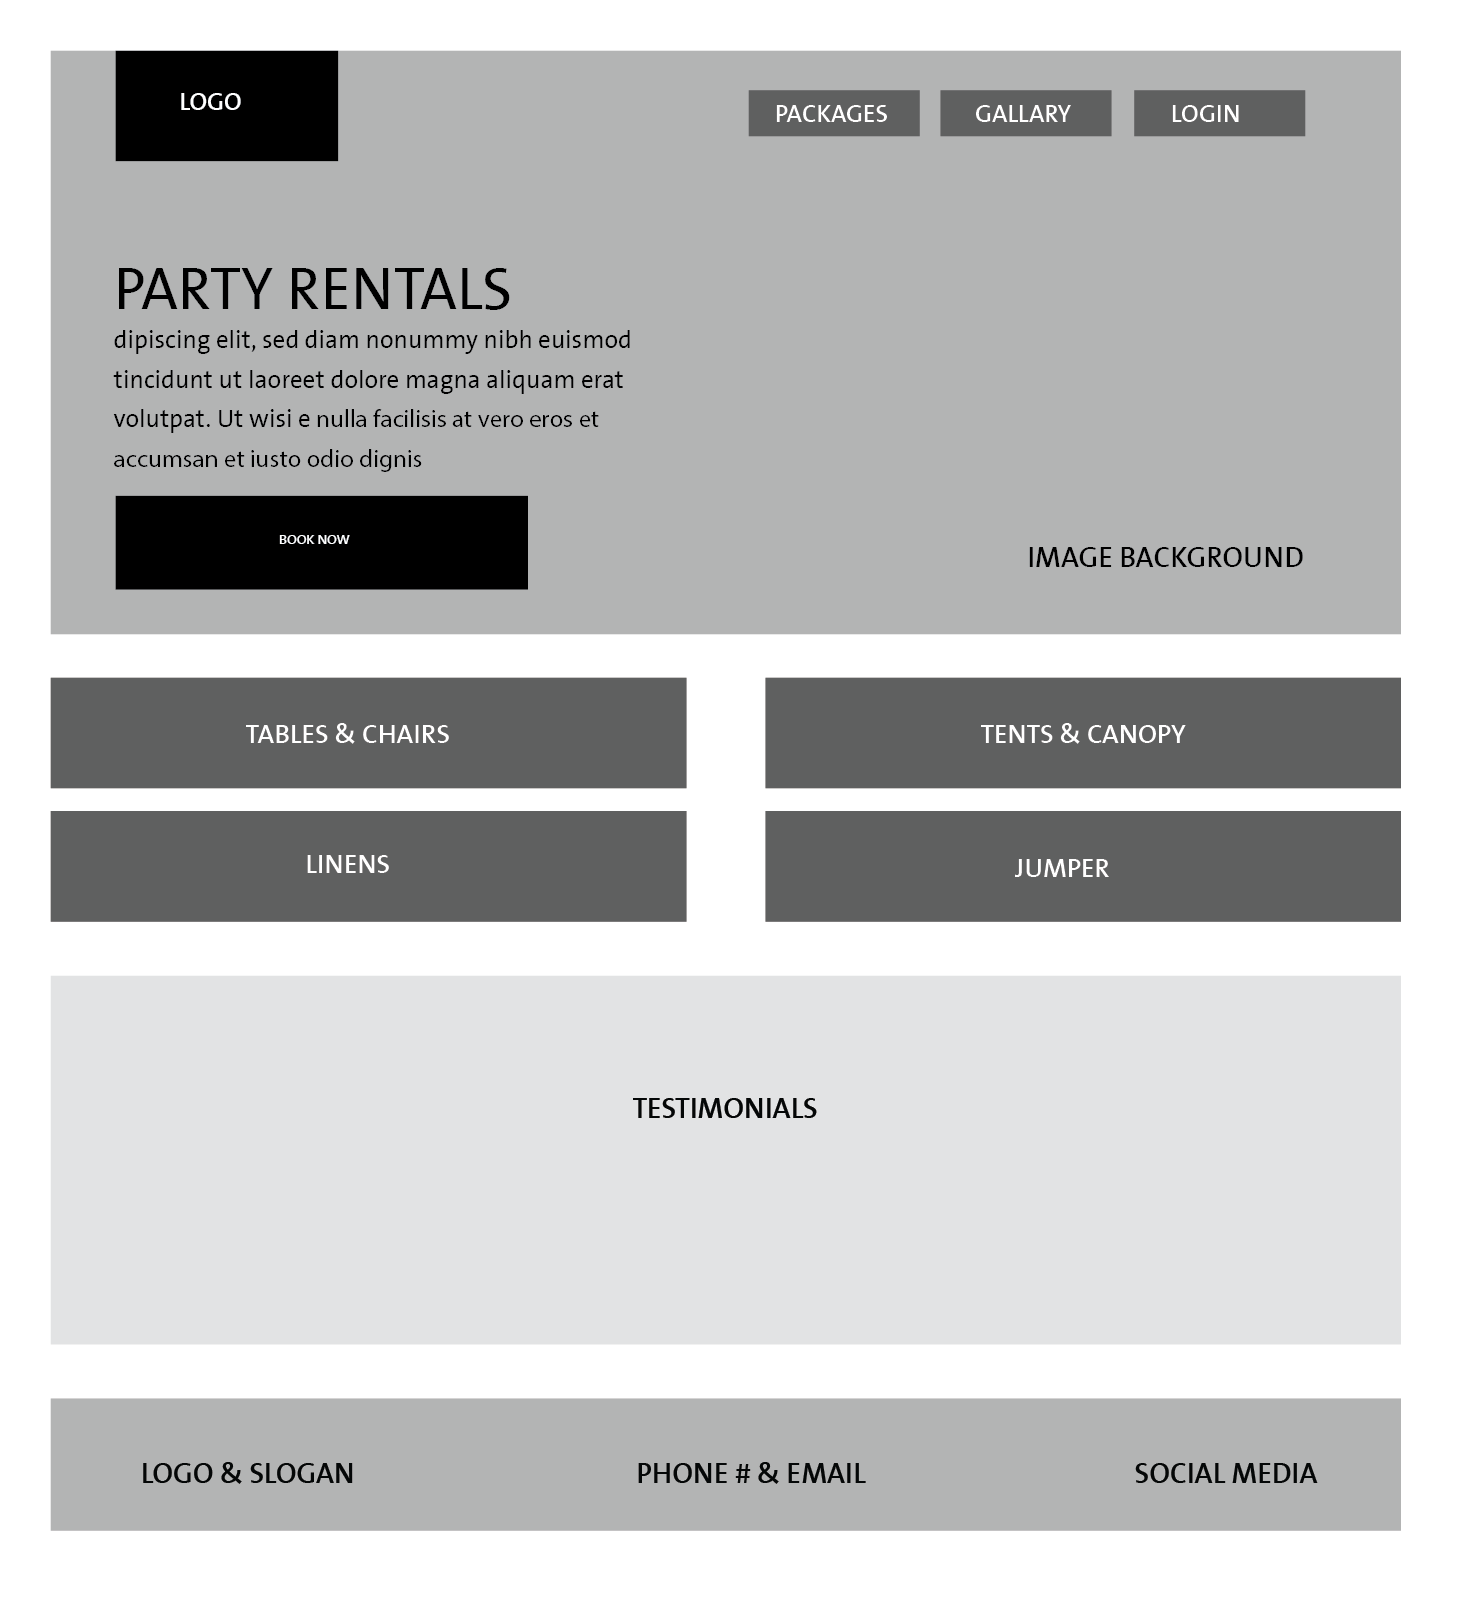 LOGO
PACKAGES
GALLARY
LOGIN
PARTY RENTALS
dipiscing elit, sed diam nonummy nibh euismod
tincidunt ut laoreet dolore magna aliquam erat
volutpat. Ut wisi e nulla facilisis at vero eros et
accumsan et iusto odio dignis
BOOK NOW
IMAGE BACKGROUND
TABLES & CHAIRS
TENTS & CANOPY
LINENS
JUMPER
TESTIMONIALS
LOGO & SLOGAN
PHONE # & EMAIL
SOCIAL MEDIA